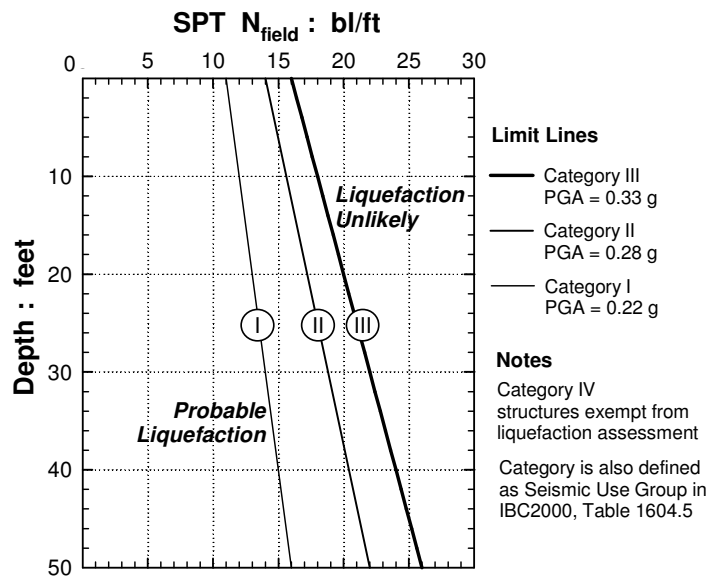 SPT N_field : bl/ft
0 5 10 15 20 25 30
10
20
30
40
50
Depth : feet
Liquefaction
Unlikely
I II III
Probable
Liquefaction
Limit Lines
Category III
PGA = 0.33 g
Category II
PGA = 0.28 g
Category I
PGA = 0.22 g
Notes
Category IV
structures exempt from
liquefaction assessment
Category is also defined
as Seismic Use Group in
IBC2000, Table 1604.5